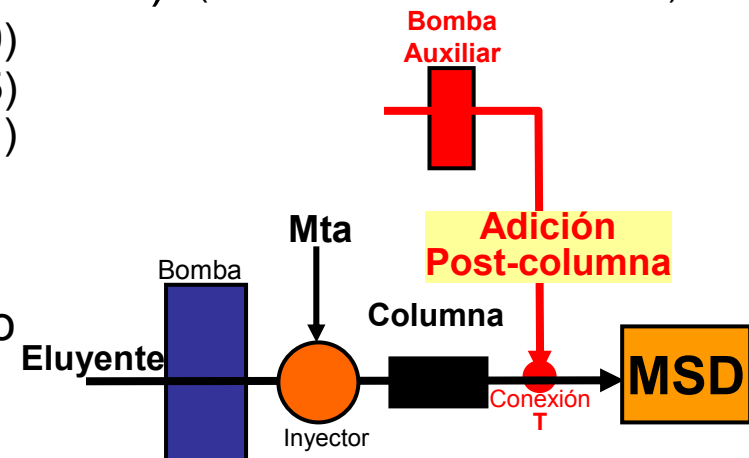 Bomba
Auxiliar
)
)
)
Mta
Adición
Post-columna
Bomba
Columna
o
Eluyente
MSD
Conexión
T
Inyector